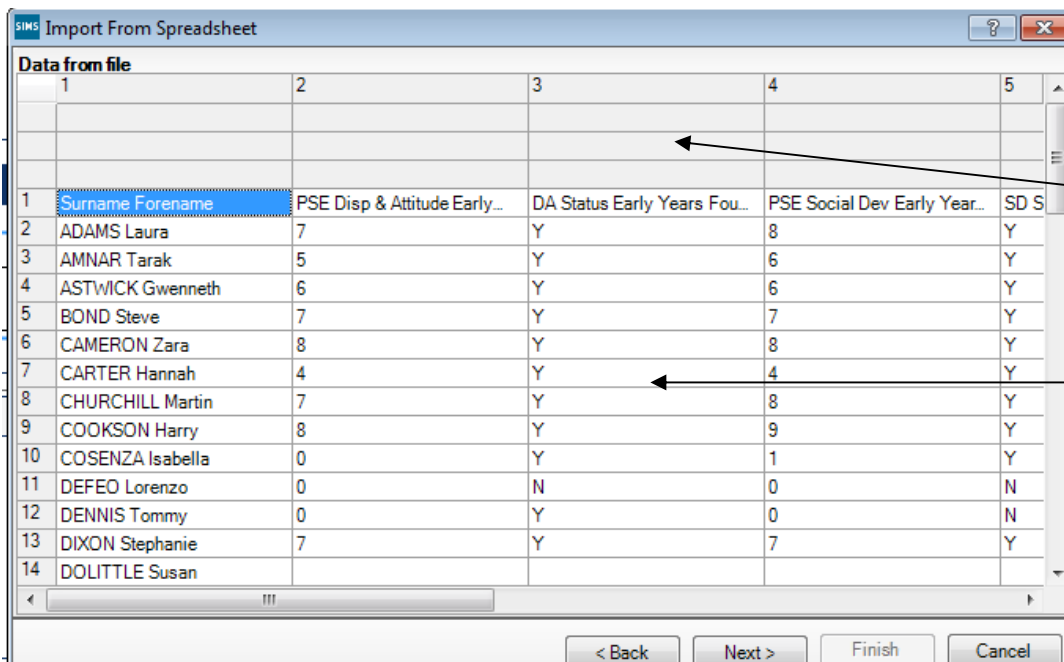 SIMS Import From Spreadsheet ?
Data from file
1 2 3 4 5
1 Surname Forename PSE Disp & Attitude Early... DA Status Early Years Fou... PSE Social Dev Early Year... SD S
2 ADAMS Laura 7 Y 8 Y
3 AMNAR Tarak 5 Y 6 Y
4 ASTWICK Gwenneth 6 Y 6 Y
5 BOND Steve 7 Y 7 Y
6 CAMERON Zara 8 Y 8 Y
7 CARTER Hannah 4 Y 4 Y
8 CHURCHILL Martin 7 Y 8 Y
9 COOKSON Harry 8 Y 9 Y
10 COSENZA Isabella 0 Y 1 Y
11 DEFEO Lorenzo 0 N 0 N
12 DENNIS Tommy 0 Y 0 N
13 DIXON Stephanie 7 Y 7 Y
14 DOLITTLE Susan
< Back Next > Finish Cancel